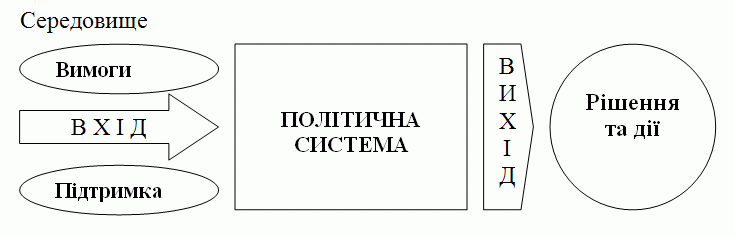 Середовище
Вимоги
В Х І Д
Підтримка
ПОЛІТИЧНА
СИСТЕМА
В
И
Х
І
Д
Рішення
та дії